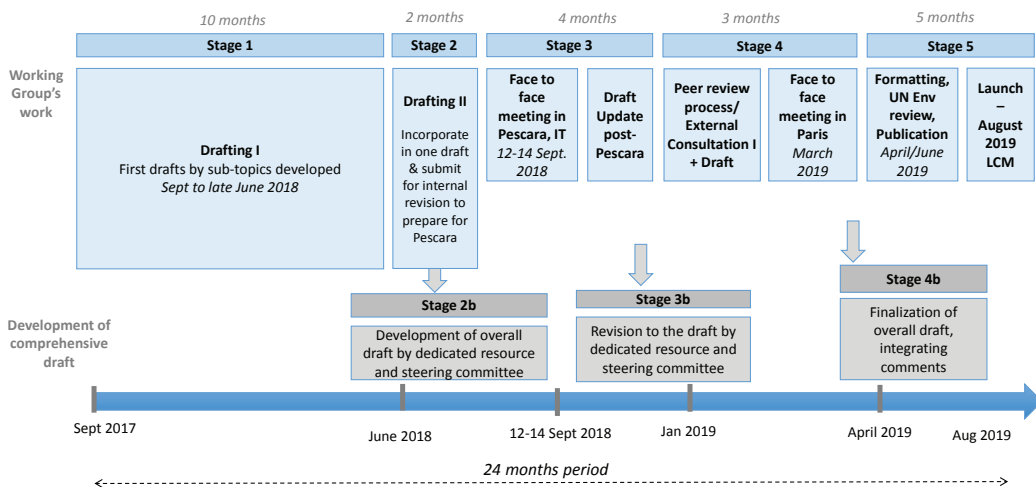 10 months
2 months
4 months
3 months
5 months
Stage 1
Stage 2
Stage 3
Stage 4
Stage 5
Working
Group's
work
Drafting I
First drafts by sub-topics developed
Sept to late June 2018
Drafting II
Incorporate
in one draft
& submit
for internal
revision to
prepare for
Pescara
Face to
face
meeting in
Pescara, IT
12-14 Sept.
2018
Draft
Update
post-
Pescara
Peer review
process/
External
Consultation I
+ Draft
Face to
face
meeting in
Paris
March
2019
Formatting,
UN Env
review,
Publication
April/June
2019
Launch
–
August
2019
LCM
Development of
comprehensive
draft
Stage 2b
Development of overall
draft by dedicated resource
and steering committee
Stage 3b
Revision to the draft by
dedicated resource and
steering committee
Stage 4b
Finalization of
overall draft,
integrating
comments
Sept 2017
June 2018
12-14 Sept 2018
Jan 2019
April 2019
Aug 2019
24 months period